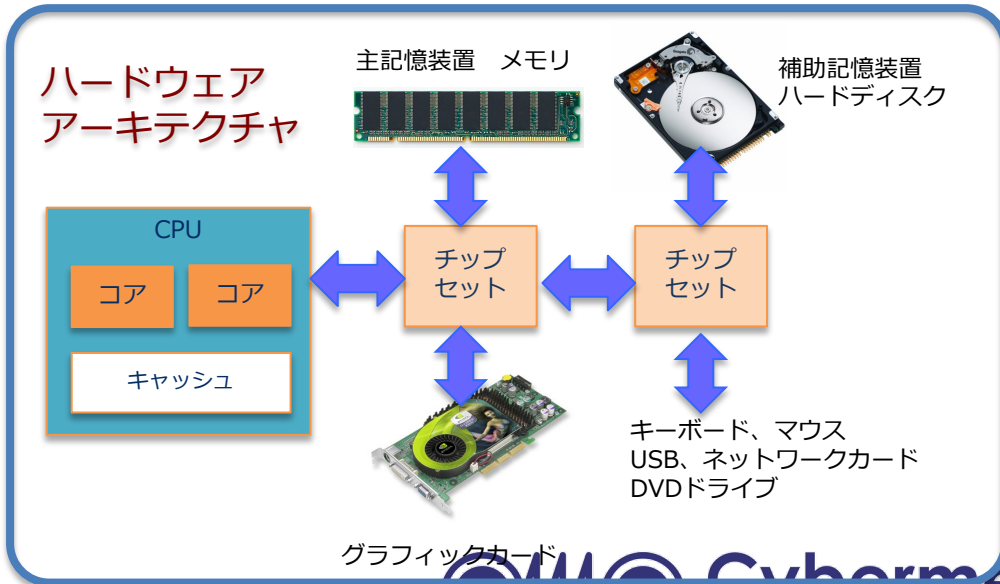 ハードウェア
アーキテクチャ
主記憶装置　メモリ
補助記憶装置
ハードディスク
CPU
コア
コア
キャッシュ
チップ
セット
チップ
セット
キーボード、マウス
USB、ネットワークカード
DVDドライブ
グラフィックカード